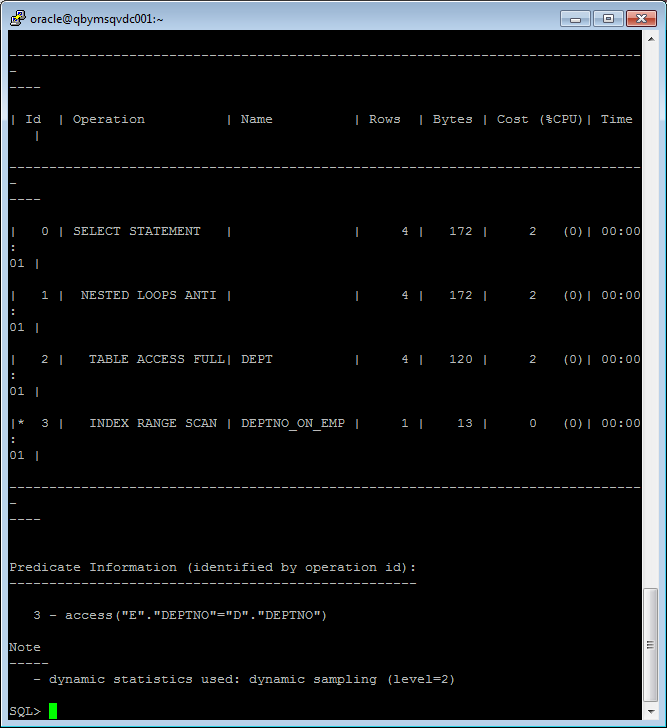 oracle@qbymsqvdc001:~
-------------------------------------------------------------------------------
-
----
| Id  | Operation          | Name          | Rows  | Bytes | Cost (%CPU)| Time
   |
-------------------------------------------------------------------------------
-
----
|   0 | SELECT STATEMENT   |               |     4 |   172 |     2   (0)| 00:00
:
01 |
|   1 |  NESTED LOOPS ANTI |               |     4 |   172 |     2   (0)| 00:00
:
01 |
|   2 |   TABLE ACCESS FULL| DEPT          |     4 |   120 |     2   (0)| 00:00
:
01 |
|*  3 |   INDEX RANGE SCAN | DEPTNO_ON_EMP |     1 |    13 |     0   (0)| 00:00
:
01 |
-------------------------------------------------------------------------------
-
----
Predicate Information (identified by operation id):
---------------------------------------------------
   3 - access("E"."DEPTNO"="D"."DEPTNO")
Note
-----
   - dynamic statistics used: dynamic sampling (level=2)
SQL>